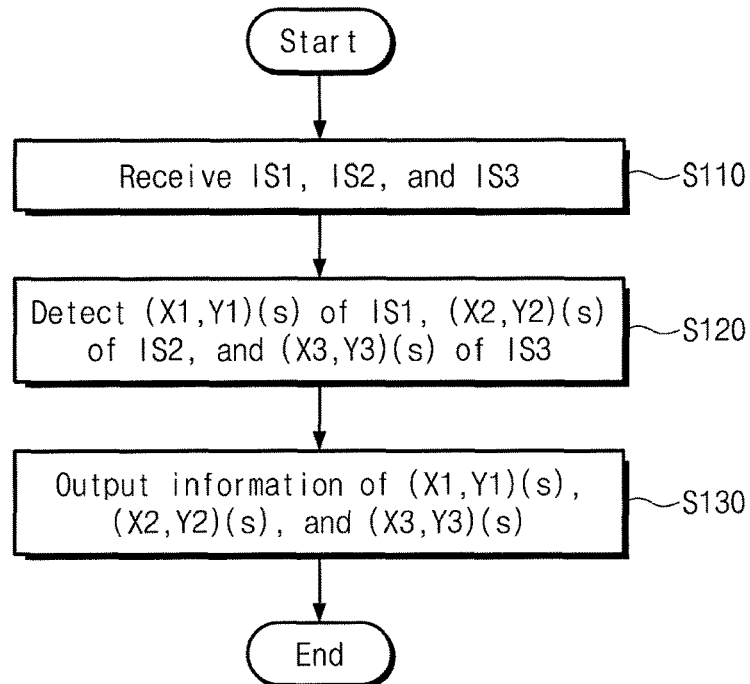 Start
Receive IS1, IS2, and IS3
S110
Detect (X1,Y1)(s) of IS1, (X2,Y2)(s)
of IS2, and (X3,Y3)(s) of IS3
S120
Output information of (X1,Y1)(s),
(X2,Y2)(s), and (X3,Y3)(s)
S130
End